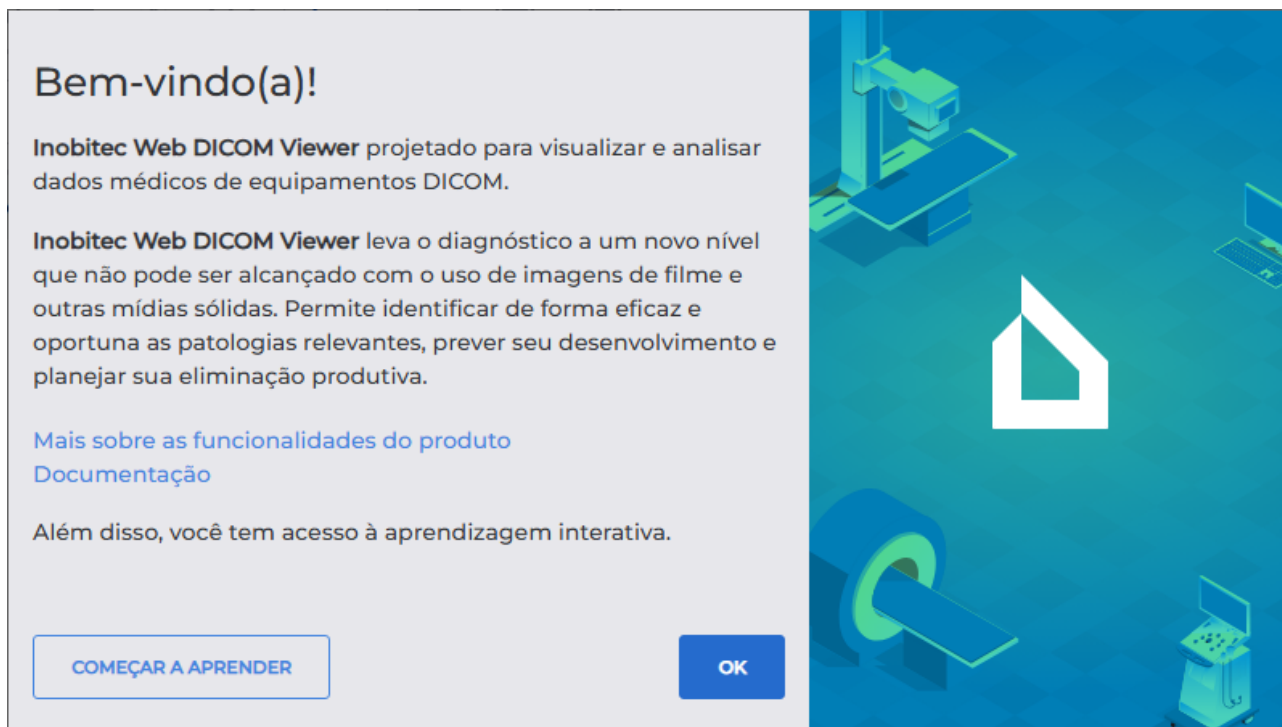 Bem-vindo(a)!
Inobitec Web DICOM Viewer projetado para visualizar e analisar
dados médicos de equipamentos DICOM.
Inobitec Web DICOM Viewer leva o diagnóstico a um novo nível
que não pode ser alcançado com o uso de imagens de filme e
outras mídias sólidas. Permite identificar de forma eficaz e
oportuna as patologias relevantes, prever seu desenvolvimento e
planejar sua eliminação produtiva.
Mais sobre as funcionalidades do produto
Documentação
Além disso, você tem acesso à aprendizagem interativa.
COMEÇAR A APRENDER
OK